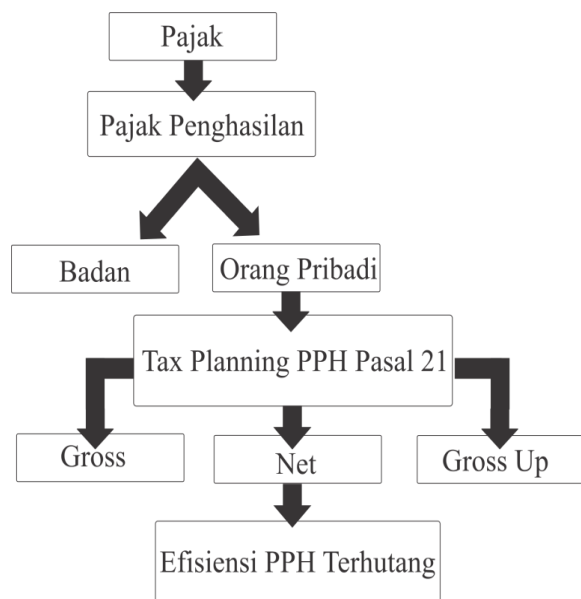 Pajak
Pajak Penghasilan
Badan
Orang Pribadi
Tax Planning PPH Pasal 21
Gross
Net
Gross Up
Efisiensi PPH Terhutang